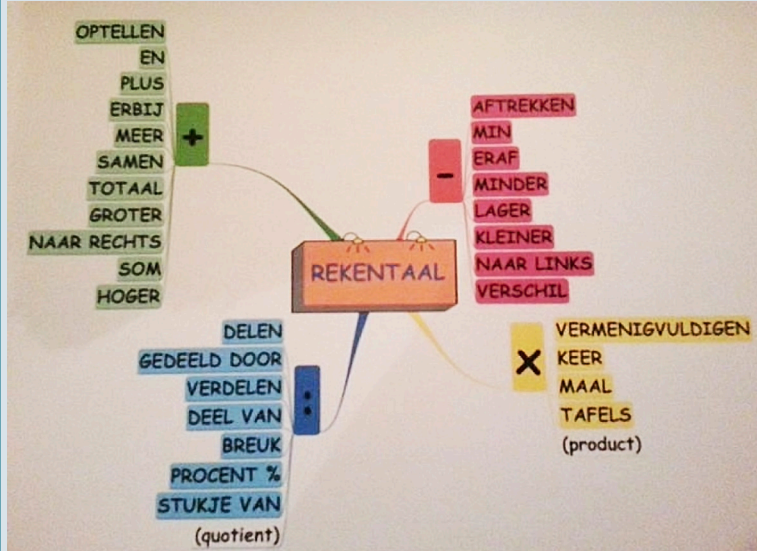 OPTELLEN
EN
PLUS
ERBIJ
MEER
SAMEN
TOTAAL
GROTER
NAAR RECHTS
SOM
HOGER
+
-
AFTREKKEN
MIN
ERAF
MINDER
LAGER
KLEINER
NAAR LINKS
VERSCHIL
REKENTAAL
DELEN
GEDEELD DOOR
VERDELEN
DEEL VAN
BREUK
PROCENT %
STUKJE VAN
(quotient)
:
×
VERMENIGVULDIGEN
KEER
MAAL
TAFELS
(product)